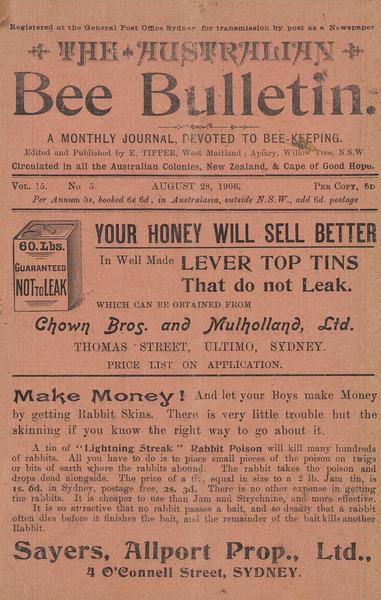 Registered at the General Post Office Sydney for transmission by post as a Newspaper
THE AUSTRALIAN
Bee Bulletin.
A MONTHLY JOURNAL, DEVOTED TO BEE-KEEPING.
Edited and Published by E. TIPPER, West Maitland; Apiary, Willow Tree, N.S.W
Circulated in all the Australian Colonies, New Zealand, & Cape of Good Hope.
VOL. 15. No 5. AUGUST 28, 1906. PER COPY, 6D
Per Annum 5s, booked 6s 6d, in Australasia, outside N.S.W., add 6d. postage
60.Lbs.
GUARANTEED
NOT TO LEAK
YOUR HONEY WILL SELL BETTER
In Well Made LEVER TOP TINS
That do not Leak.
WHICH CAN BE OBTAINED FROM
Chown Bros. and Mulholland, Ltd.
THOMAS STREET, ULTIMO, SYDNEY.
PRICE LIST ON APPLICATION.
Make Money! And let your Boys make Money
by getting Rabbit Skins. There is very little trouble but the
skinning if you know the right way to go about it.
A tin of "Lightning Streak" Rabbit Poison will kill many hundreds
of rabbits. All you have to do is to place small pieces of the poison on twigs
or bits of earth where the rabbits abound. The rabbit takes the poison and
drops dead alongside. The price of a tin, equal in size to a 2 lb. Jam tin, is
1s. 6d. in Sydney, postage free, 2s. 3d. There is no other expense in getting
the rabbits. It is cheaper to use than Jam and Strychnine, and more effective.
It is so attractive that no rabbit passes a bait, and so deadly that a rabbit
often dies before it finishes the bait, and the remainder of the bait kills another
Rabbit.
Sayers, Allport Prop., Ltd.,
4 O'Connell Street, SYDNEY.